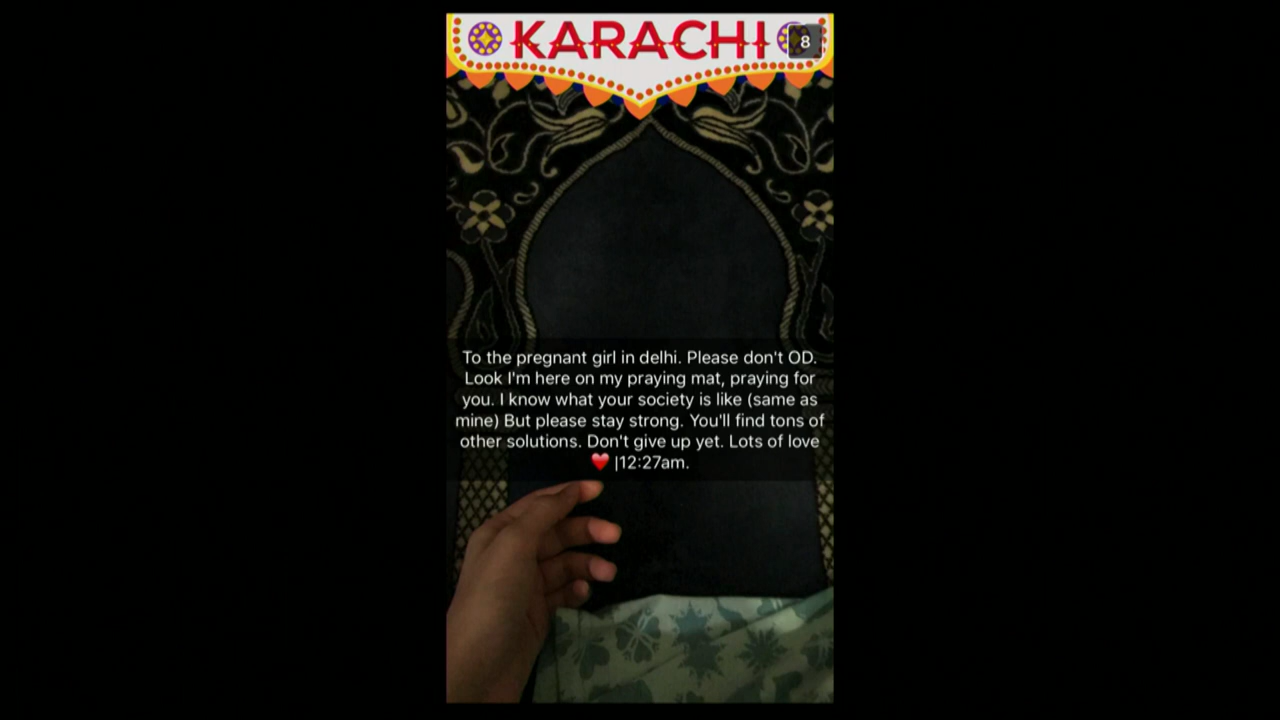 KARACHI
8
To the pregnant girl in delhi. Please don't OD.
Look I'm here on my praying mat, praying for
you. I know what your society is like (same as
mine) But please stay strong. You'll find tons of
other solutions. Don't give up yet. Lots of love
❤️ |12:27am.